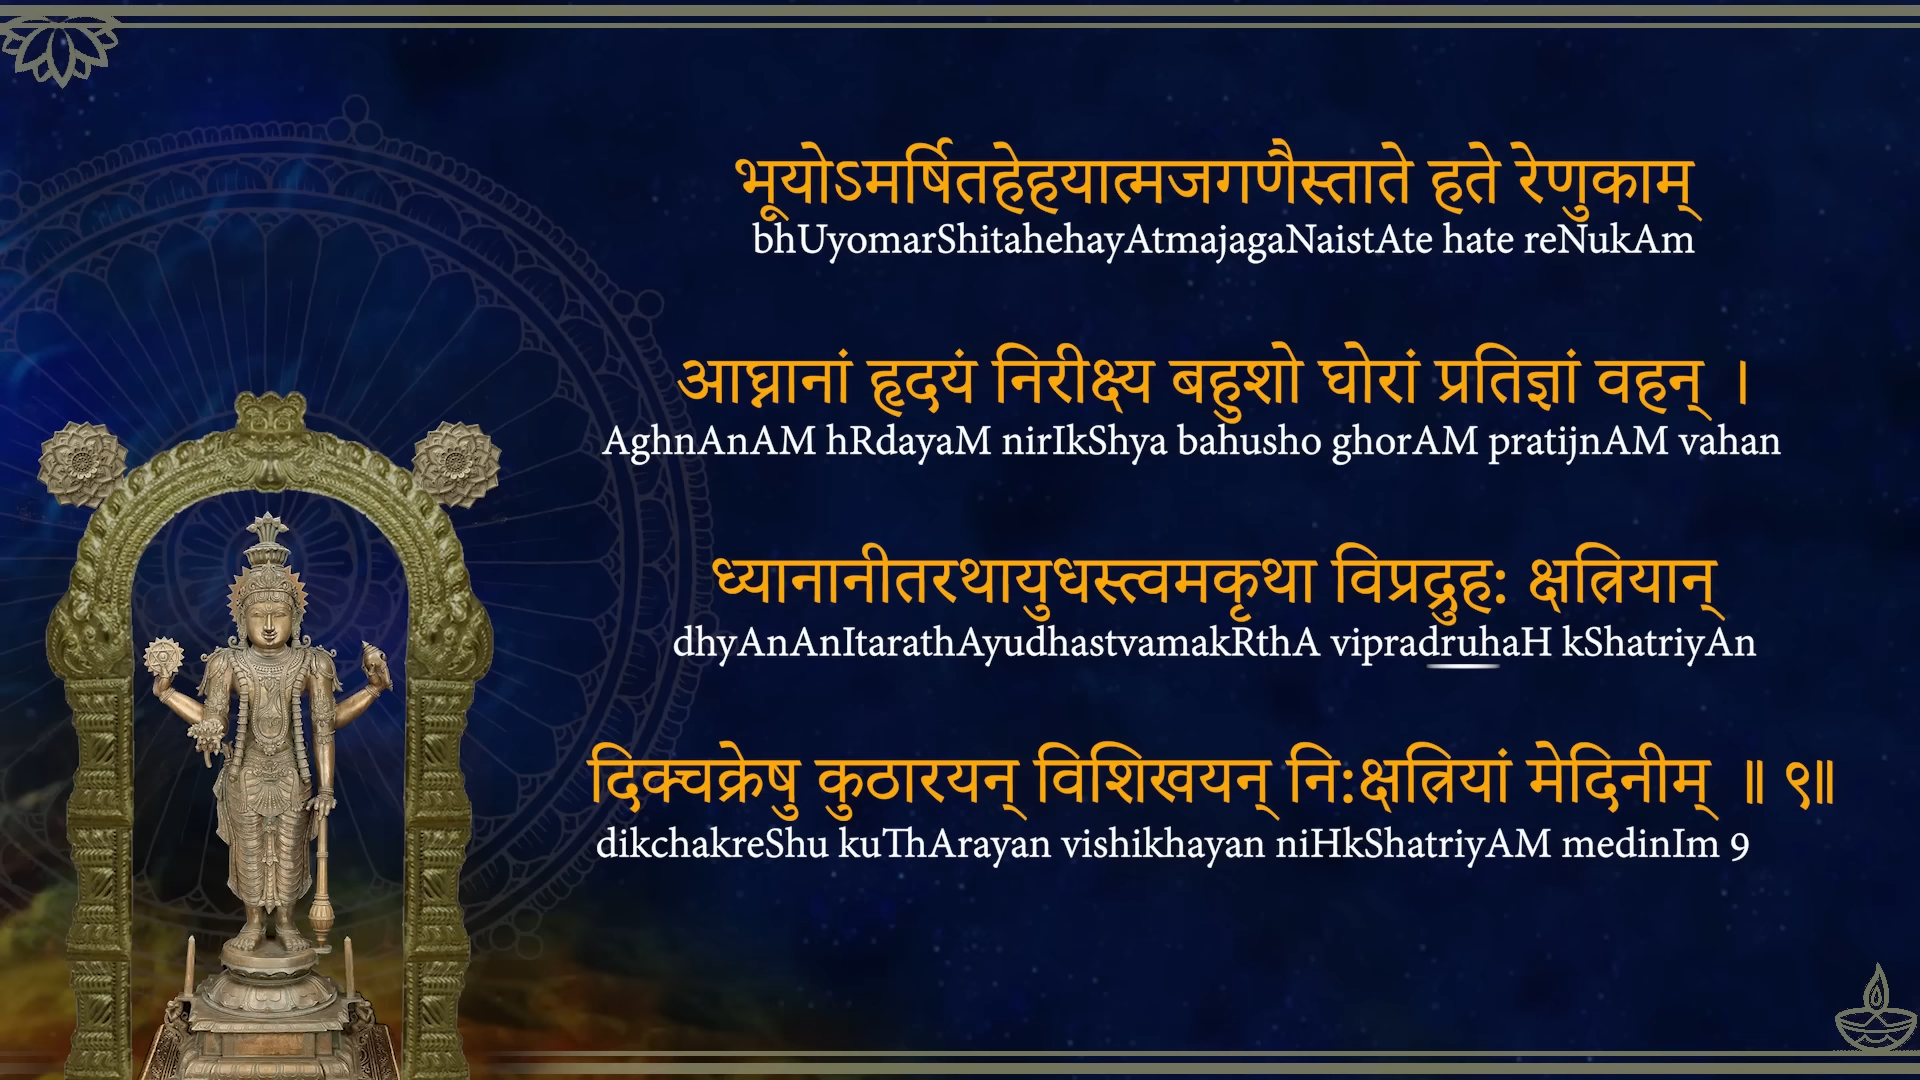 भूयोऽमर्षितहेहयात्मजगणैस्ताते हते रेणुकाम्
bhUyomarShitahehayAtmajagaNaistAte hate reNukAm
आघ्नानां हृदयं निरीक्ष्य बहुशो घोरां प्रतिज्ञां वहन् ।
AghnAnAM hRdayaM nirIkShya bahusho ghorAM pratijnAM vahan
ध्यानानीतरथायुधस्त्वमकृथा विप्रद्रुह: क्षत्रियान्
dhyAnAnItarathAyudhastvamakRthA vipradruhaH kShatriyAn
दिक्चक्रेषु कुठारयन् विशिखयन् नि:क्षत्रियां मेदिनीम् ॥ ९॥
dikchakreShu kuThArayan vishikhayan niHkShatriyAM medinIm 9